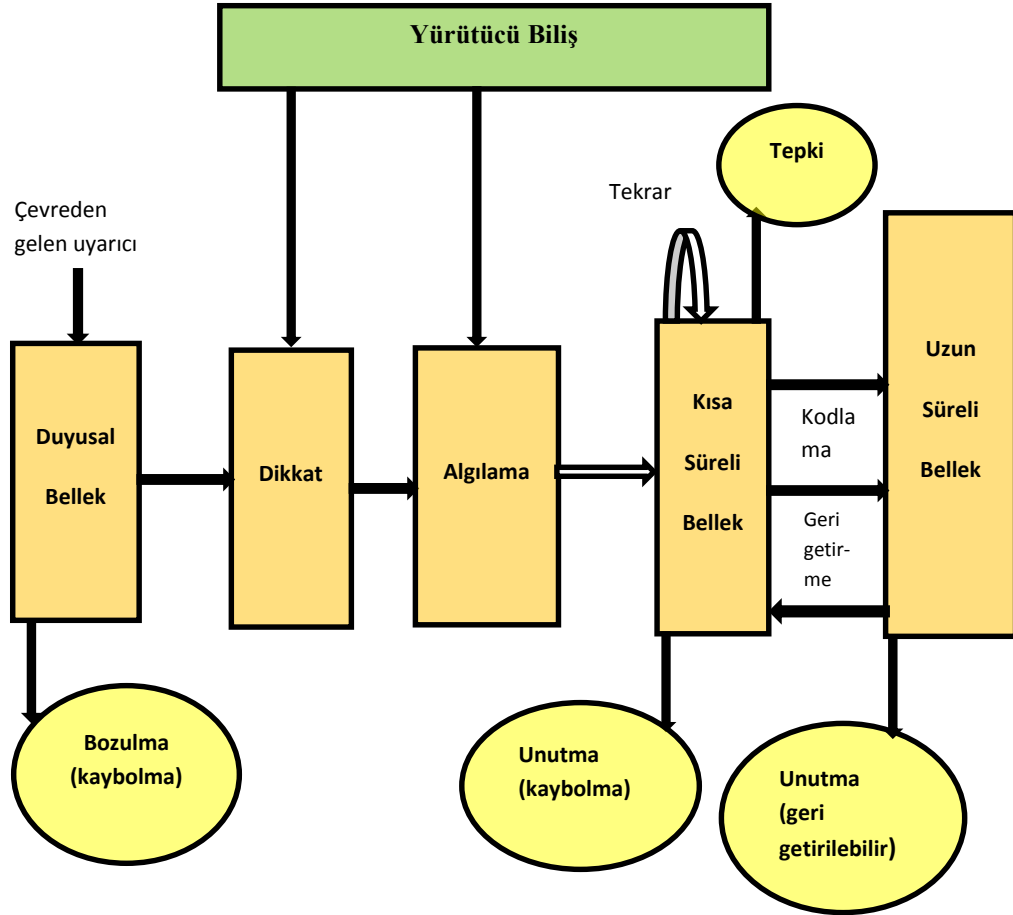 Yürütücü Biliş
Tepki
Tekrar
Çevreden
gelen uyarıcı
Duyusal
Bellek
Dikkat
Algılama
Kısa
Süreli
Bellek
Kodla
ma
Geri
getir-
me
Uzun
Süreli
Bellek
Bozulma
(kaybolma)
Unutma
(kaybolma)
Unutma
(geri
getirilebilir)